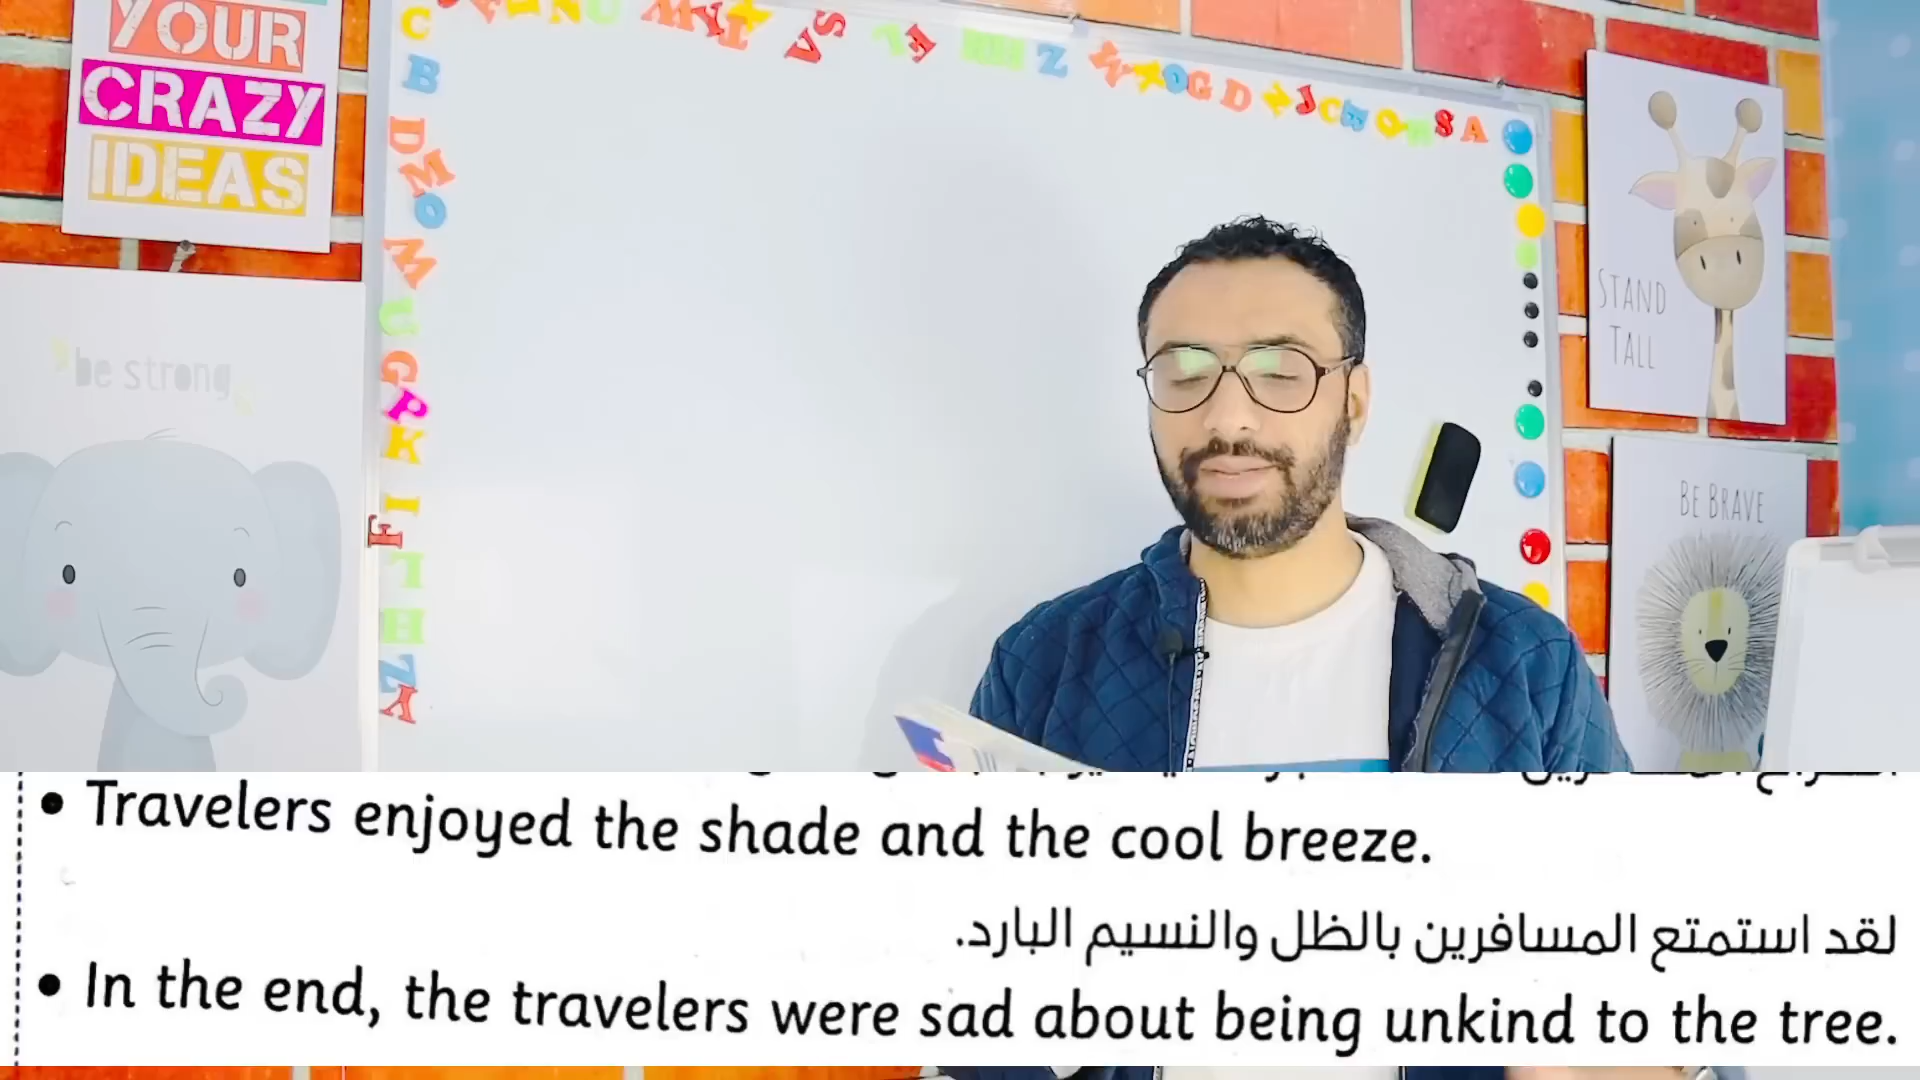 YOUR
CRAZY
IDEAS
be strong
STAND
TALL
BE BRAVE
• Travelers enjoyed the shade and the cool breeze.
لقد استمتع المسافرين بالظل والنسيم البارد.
• In the end, the travelers were sad about being unkind to the tree.